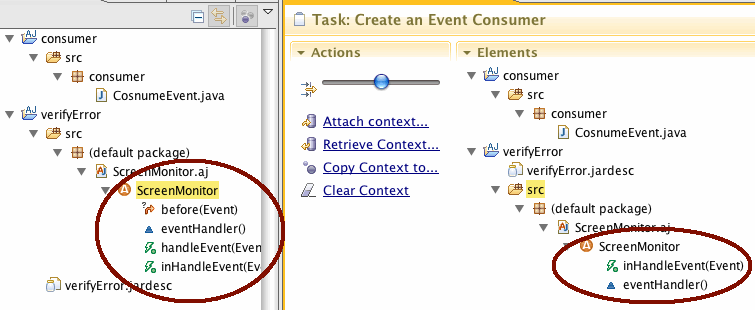 consumer
src
consumer
CosnumeEvent.java
verifyError
src
(default package)
ScreenMonitor.aj
ScreenMonitor
before(Event)
eventHandler()
handleEvent(Even
inHandleEvent(Ev
verifyError.jardesc
Task: Create an Event Consumer
Actions
Attach context...
Retrieve Context...
Copy Context to...
Clear Context
Elements
consumer
src
consumer
CosnumeEvent.java
verifyError
verifyError.jardesc
src
(default package)
ScreenMonitor.aj
ScreenMonitor
inHandleEvent(Event)
eventHandler()